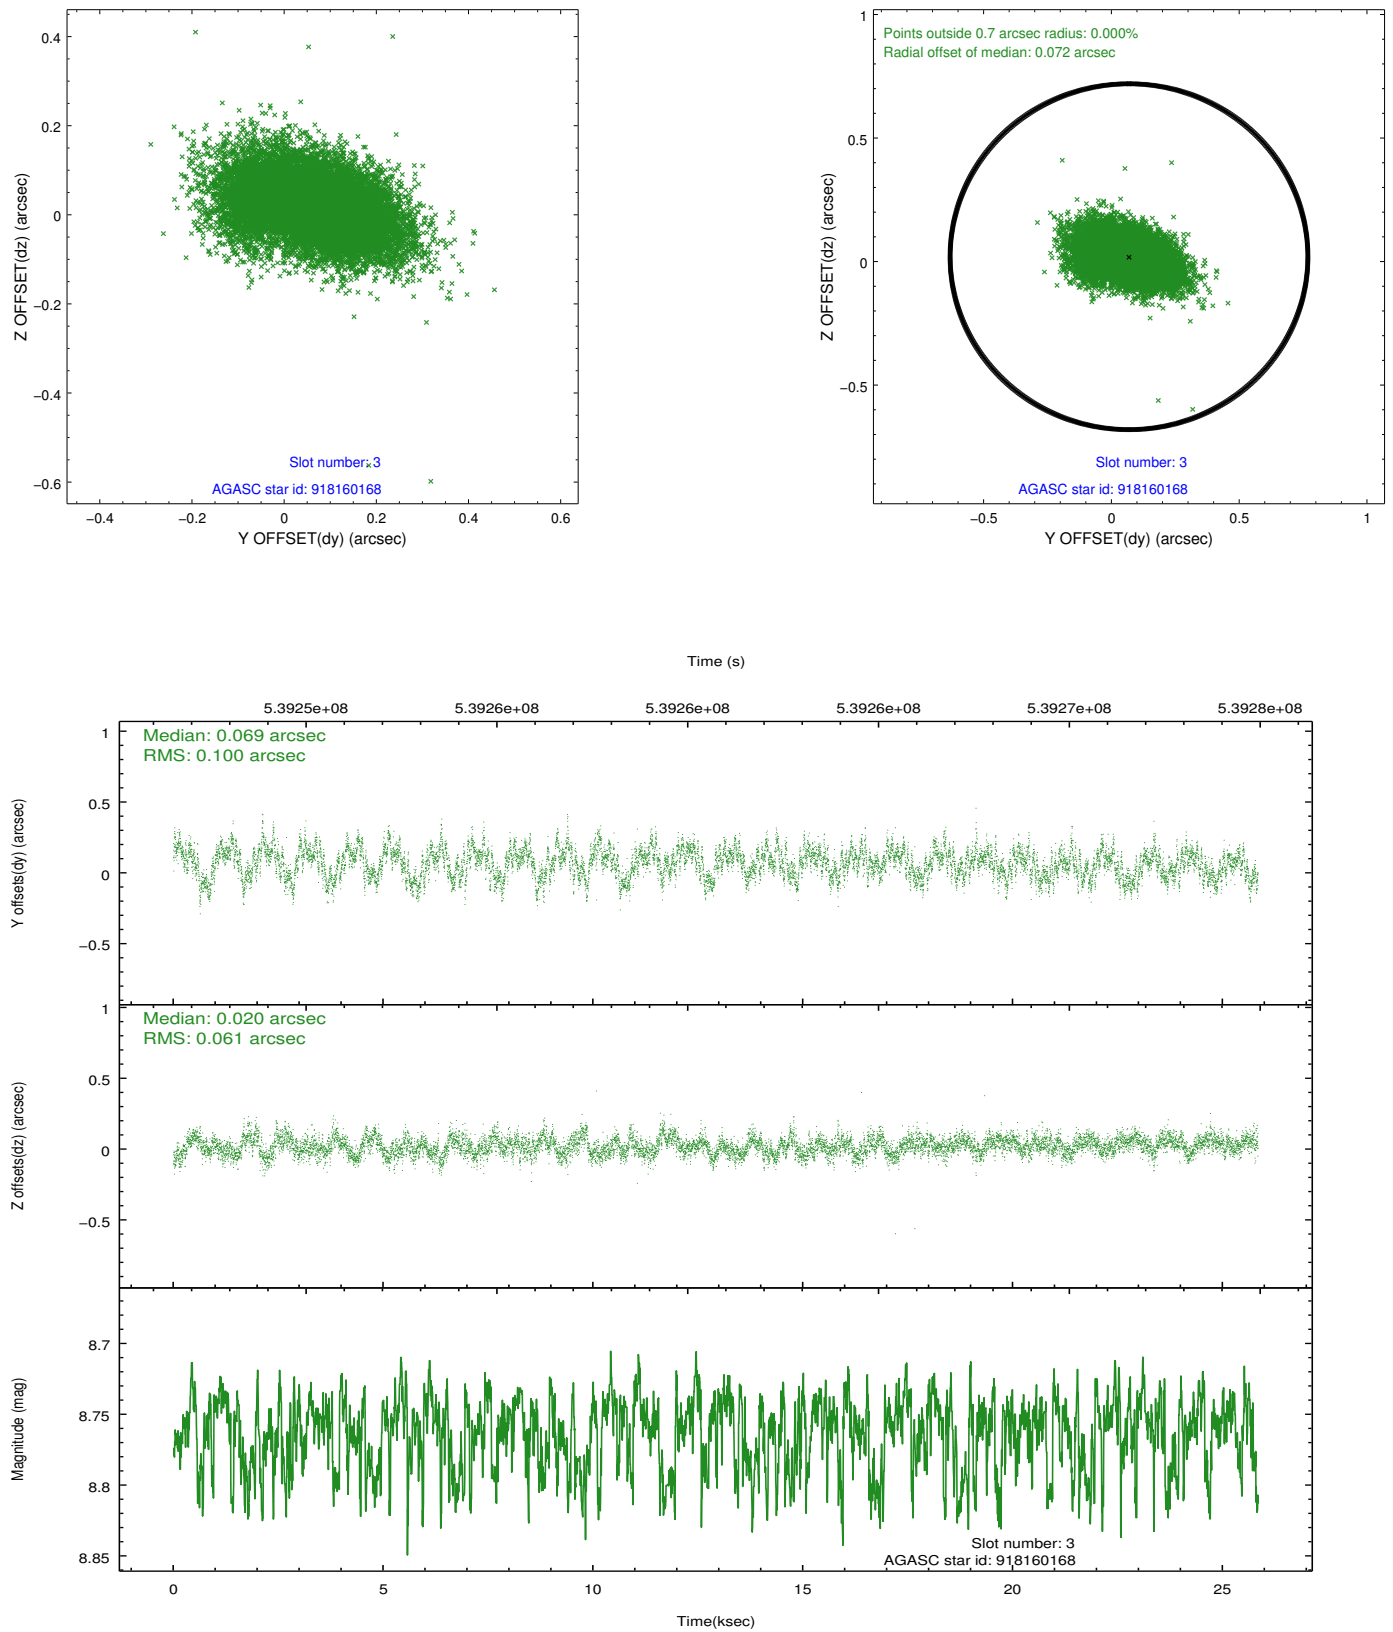 0.4
0.2
0
−0.2
−0.4
−0.6
Z OFFSET(dz) (arcsec)
Slot number: 3
AGASC star id: 918160168
−0.4 −0.2 0 0.2 0.4 0.6
Y OFFSET(dy) (arcsec)
1
0.5
0
−0.5
Z OFFSET(dz) (arcsec)
Points outside 0.7 arcsec radius: 0.000%
Radial offset of median: 0.072 arcsec
Slot number: 3
AGASC star id: 918160168
−0.5 0 0.5 1
Y OFFSET(dy) (arcsec)
Time (s)
5.3925e+08 5.3926e+08 5.3926e+08 5.3926e+08 5.3927e+08 5.3928e+08
Median: 0.069 arcsec
RMS: 0.100 arcsec
1
0.5
0
−0.5
Y offsets(dy) (arcsec)
Median: 0.020 arcsec
RMS: 0.061 arcsec
1
0.5
0
−0.5
Z offsets(dz) (arcsec)
8.7
8.75
8.8
8.85
Magnitude (mag)
Slot number: 3
AGASC star id: 918160168
0 5 10 15 20 25
Time(ksec)